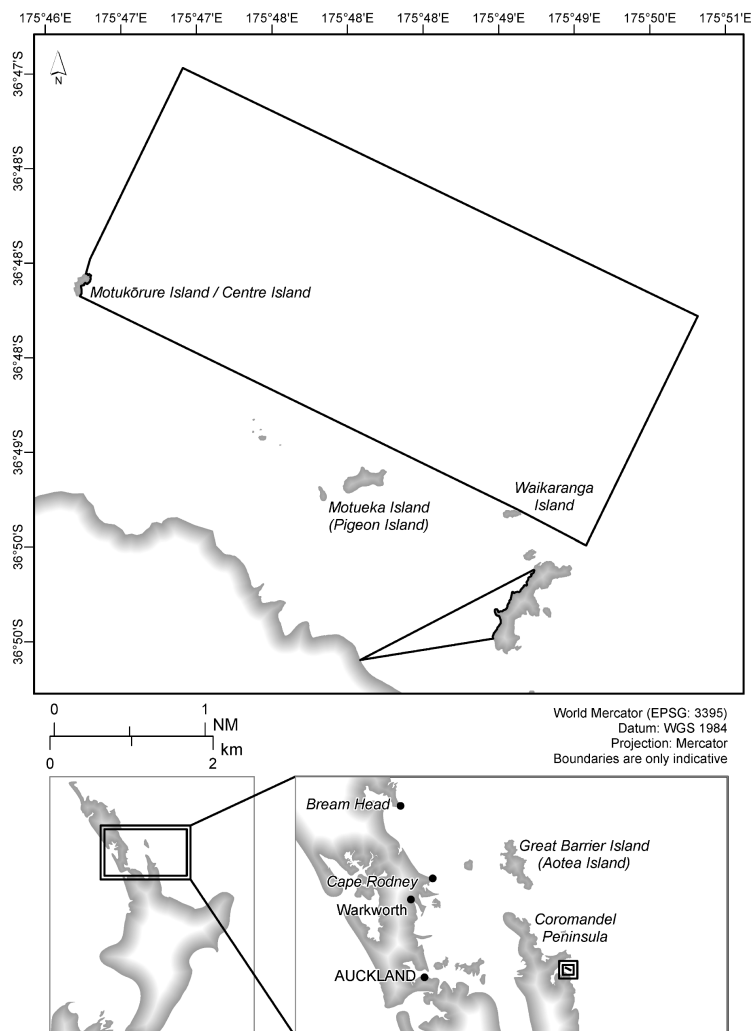 175°46'E 175°47'E 175°47'E 175°48'E 175°48'E 175°48'E 175°49'E 175°49'E 175°50'E 175°51'E
36°47'S
N
36°48'S
36°48'S
Motukōrure Island / Centre Island
36°48'S
36°49'S
Waikaranga
Island
Motueka Island
(Pigeon Island)
36°50'S
36°50'S
0 1
NM
km
0 2
World Mercator (EPSG: 3395)
Datum: WGS 1984
Projection: Mercator
Boundaries are only indicative
Bream Head
Great Barrier Island
(Aotea Island)
Cape Rodney
Warkworth
Coromandel
Peninsula
AUCKLAND